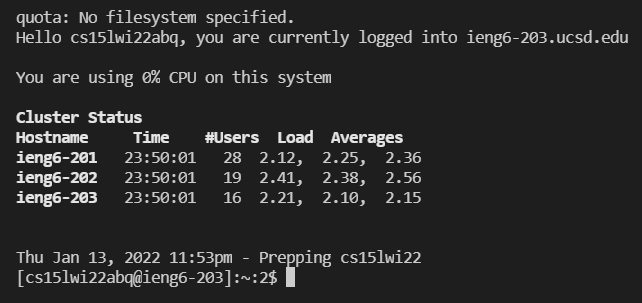 quota: No filesystem specified.
Hello cs15lwi22abq, you are currently logged into ieng6-203.ucsd.edu
You are using 0% CPU on this system
Cluster Status
Hostname     Time    #Users  Load  Averages
ieng6-201   23:50:01   28  2.12,  2.25,  2.36
ieng6-202   23:50:01   19  2.41,  2.38,  2.56
ieng6-203   23:50:01   16  2.21,  2.10,  2.15
Thu Jan 13, 2022 11:53pm - Prepping cs15lwi22
[cs15lwi22abq@ieng6-203]:~:2$